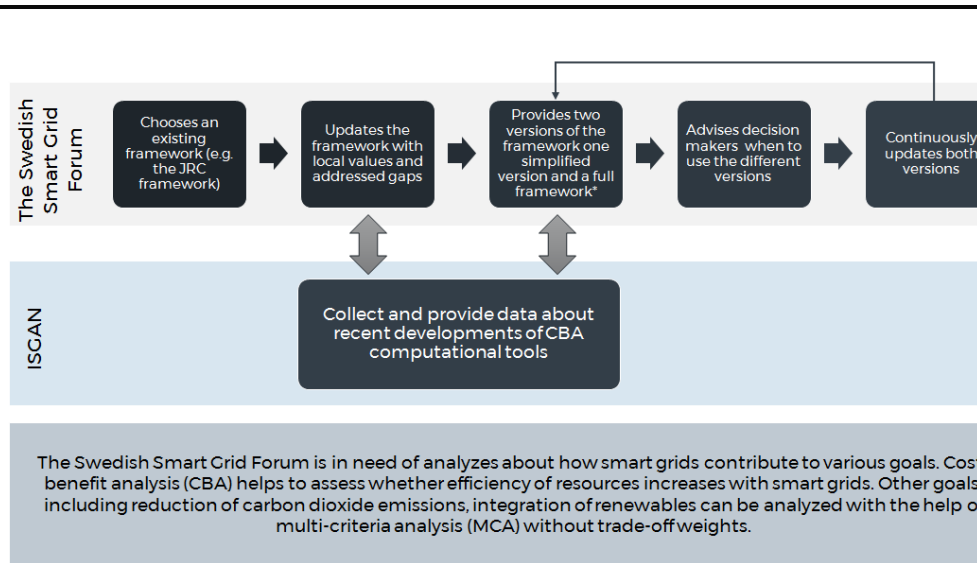 The Swedish
Smart Grid
Forum
Chooses an
existing
framework (e.g.
the JRC
framework)
Updates the
framework with
local values and
addressed gaps
Provides two
versions of the
framework one
simplified
version and a full
framework*
Advises decision
makers when to
use the different
versions
Continuously
updates both
versions
ISGAN
Collect and provide data about
recent developments of CBA
computational tools
The Swedish Smart Grid Forum is in need of analyzes about how smart grids contribute to various goals. Cost
benefit analysis (CBA) helps to assess whether efficiency of resources increases with smart grids. Other goals
including reduction of carbon dioxide emissions, integration of renewables can be analyzed with the help o
multi-criteria analysis (MCA) without trade-off weights.